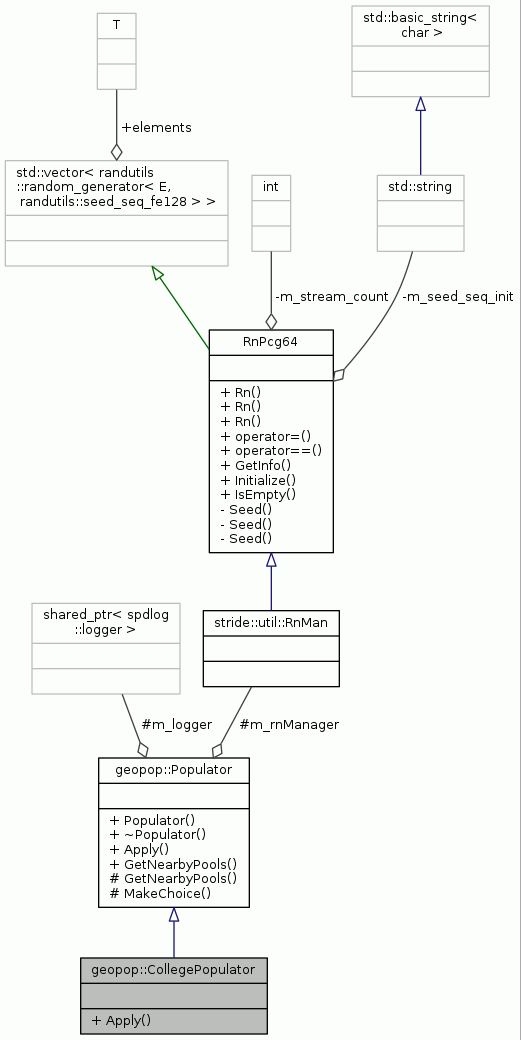 T
std::basic_string<
char >
+elements
std::vector< randutils
::random_generator< E,
randutils::seed_seq_fe128 > >
int
std::string
-m_stream_count
-m_seed_seq_init
RnPcg64
+ Rn()
+ Rn()
+ Rn()
+ operator=()
+ operator==()
+ GetInfo()
+ Initialize()
+ IsEmpty()
- Seed()
- Seed()
- Seed()
shared_ptr< spdlog
::logger >
stride::util::RnMan
#m_logger
#m_rnManager
geopop::Populator
+ Populator()
+ ~Populator()
+ Apply()
+ GetNearbyPools()
# GetNearbyPools()
# MakeChoice()
geopop::CollegePopulator
+ Apply()